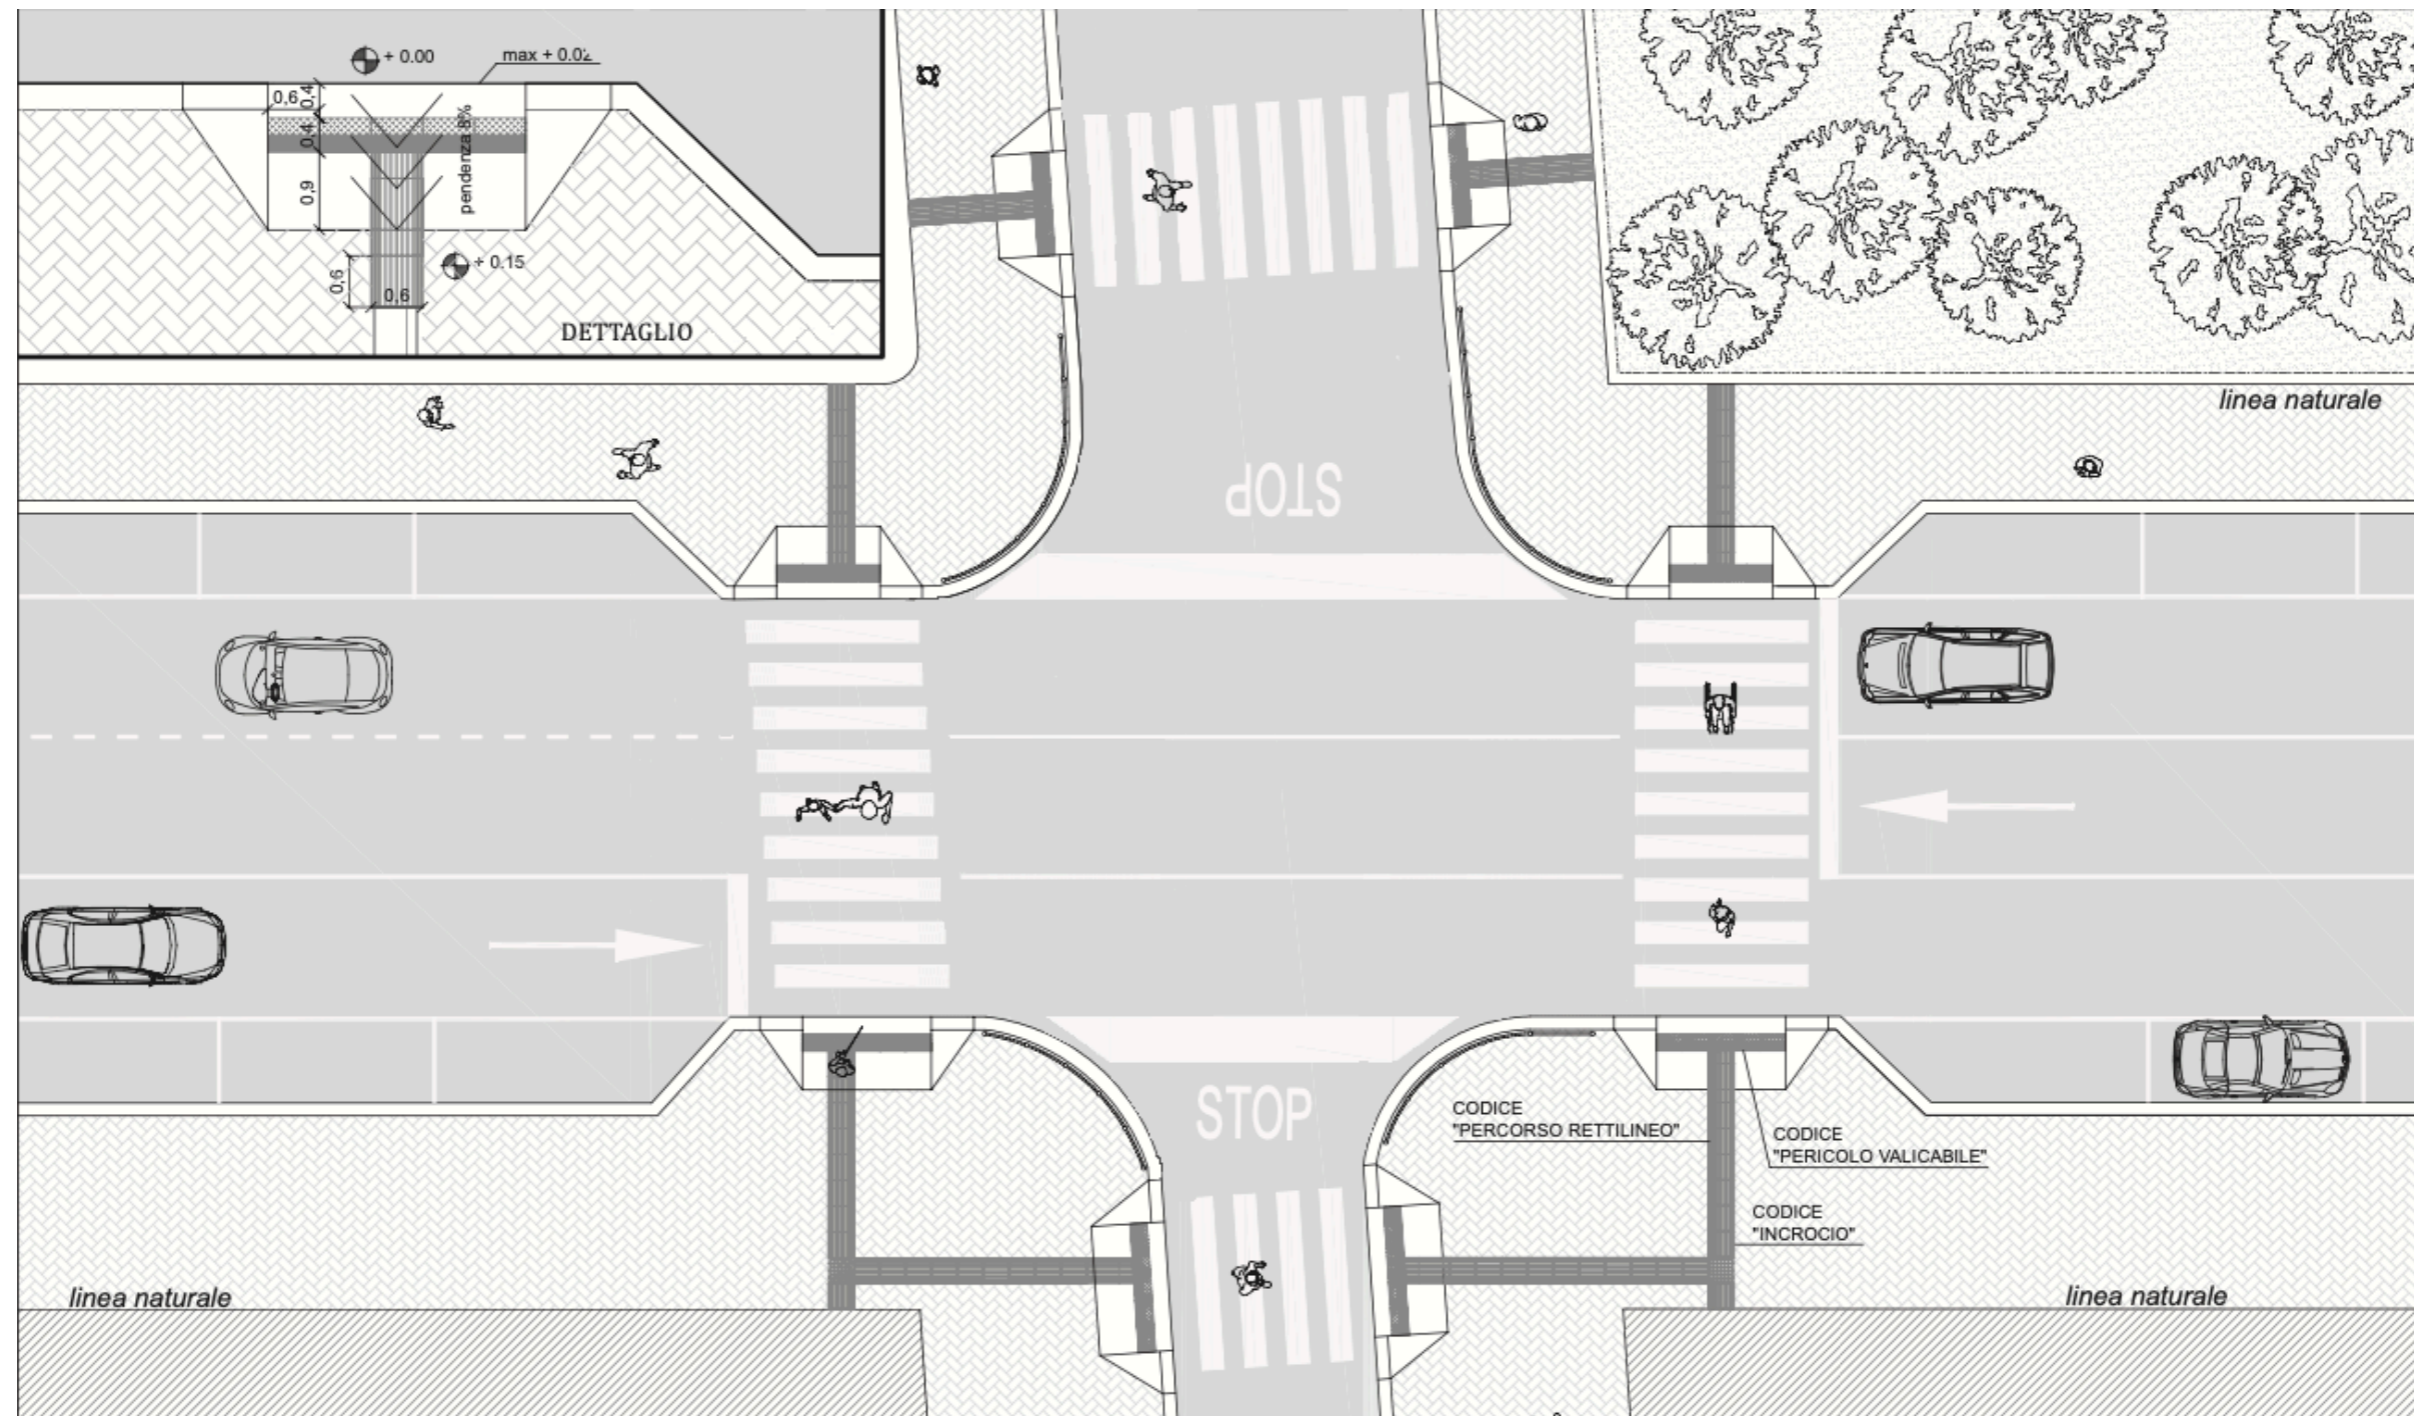 + 0.00
max + 0.02
0,6
0,4
0,4
0,9
pendenza 8%
+ 0.15
0,6
0,6
DETTAGLIO
linea naturale
STOP
STOP
CODICE
"PERCORSO RETTILINEO"
CODICE
"PERICOLO VALICABILE"
CODICE
"INCROCIO"
linea naturale
linea naturale